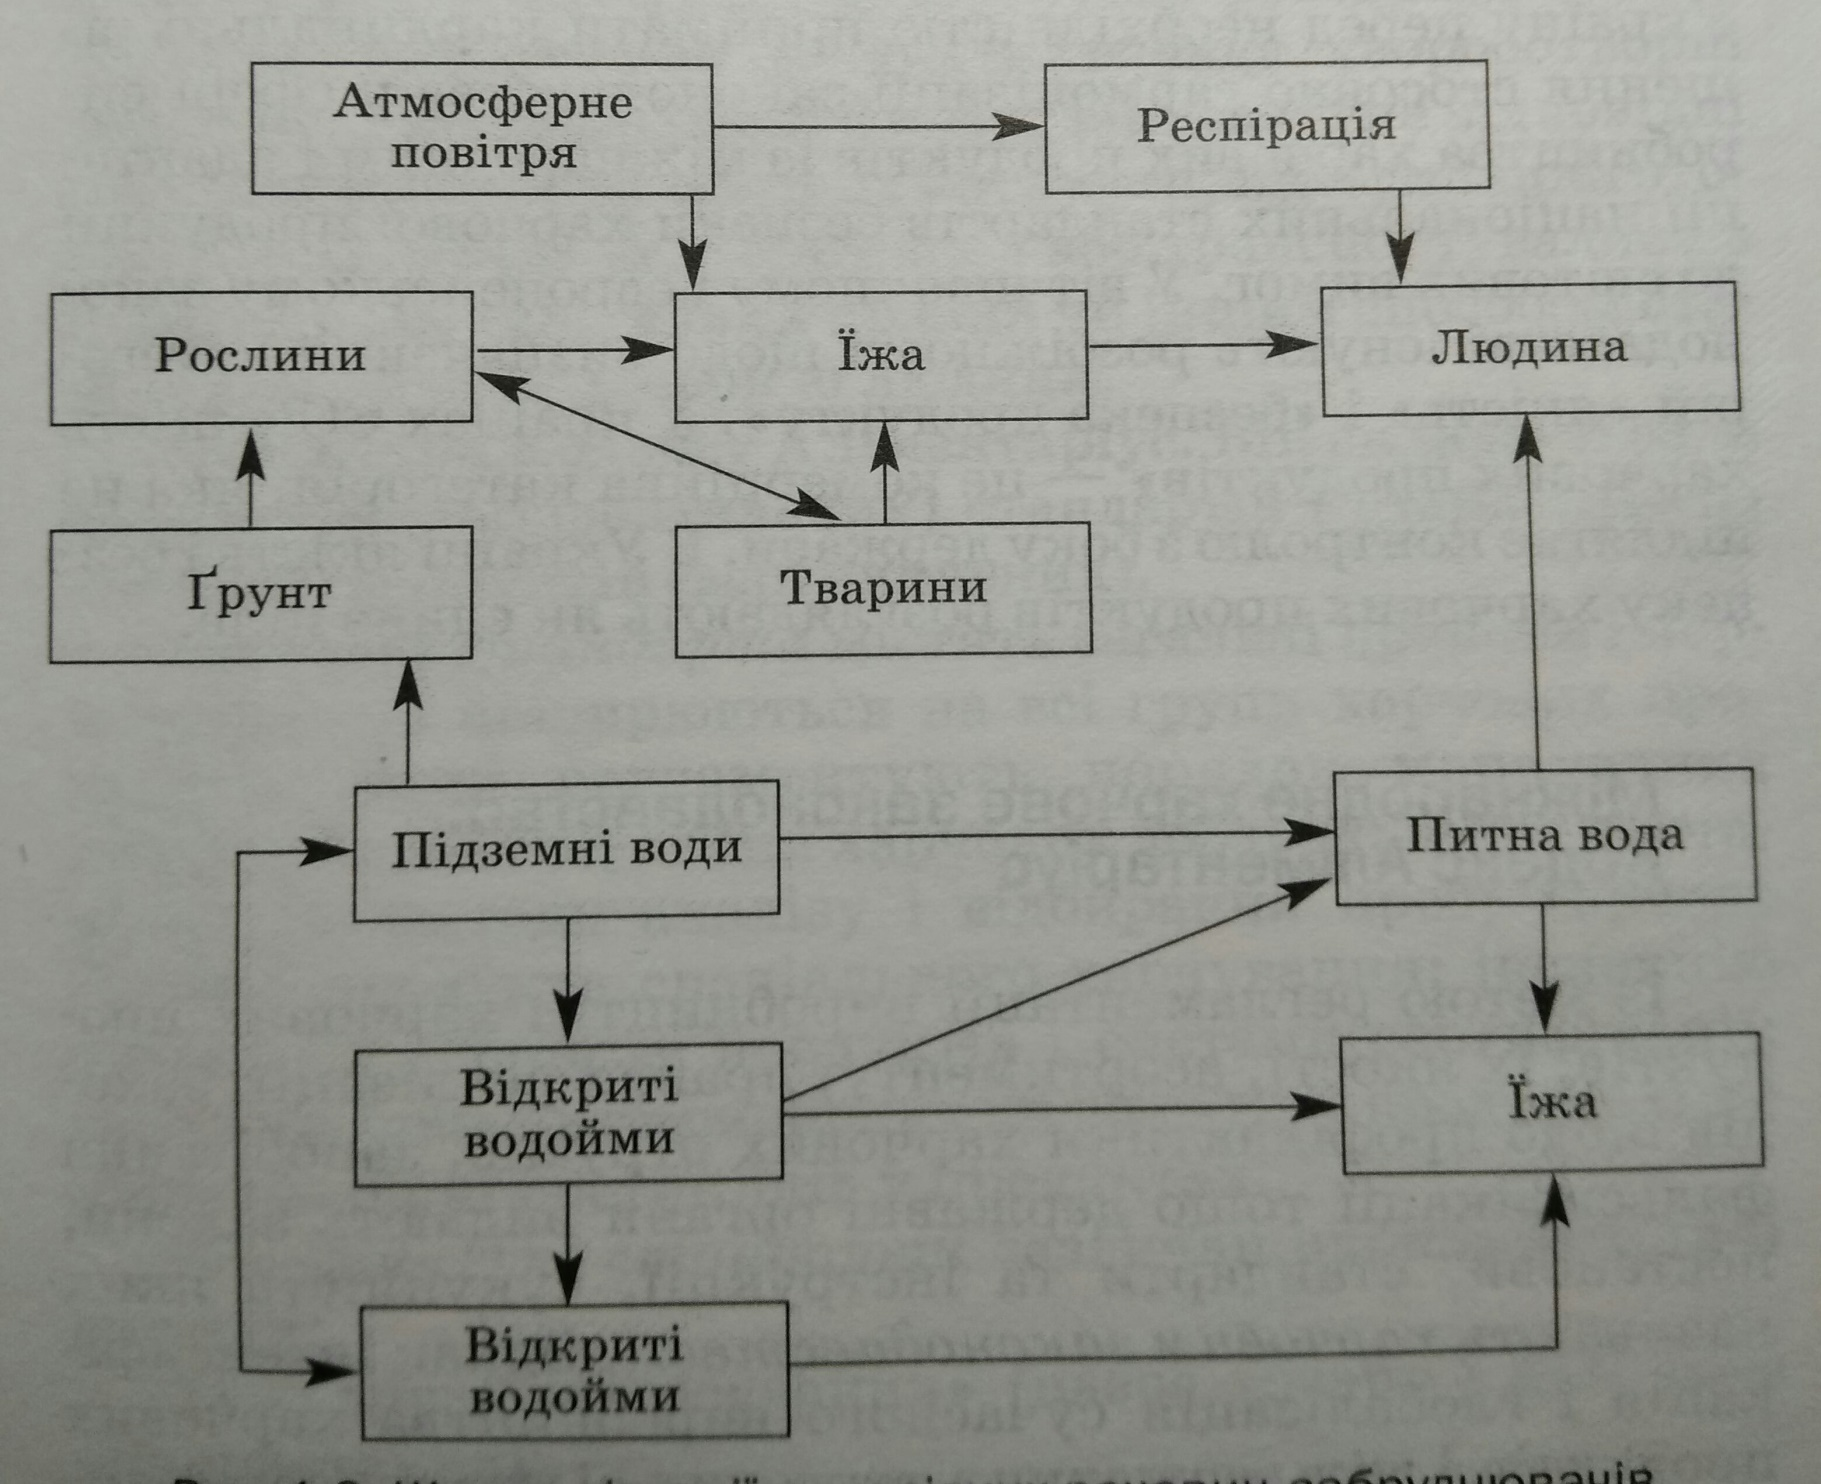 Атмосферне
повітря
Респірація
Рослини
Їжа
Людина
Ґрунт
Тварини
Підземні води
Питна вода
Відкриті
водойми
Їжа
Відкриті
водойми